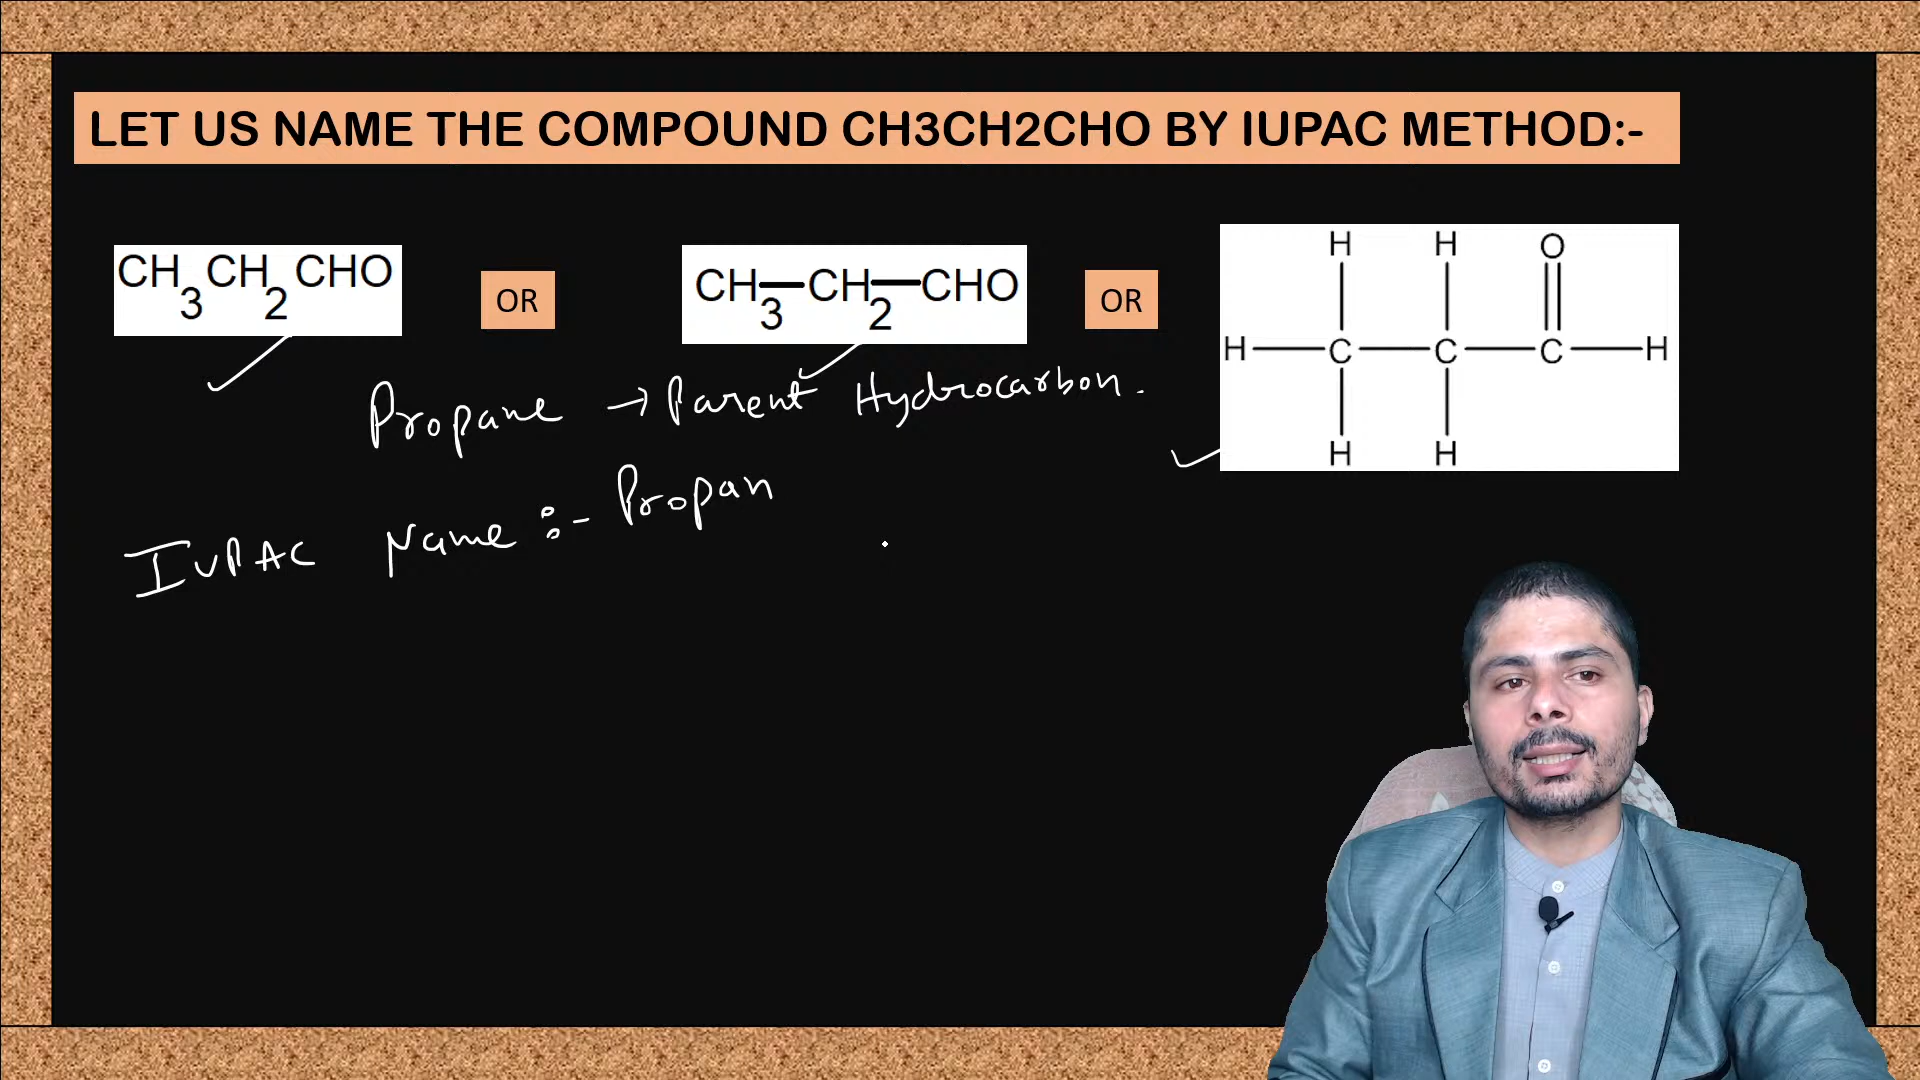 LET US NAME THE COMPOUND CH3CH2CHO BY IUPAC METHOD:-
CH3CH2CHO
OR
CH3—CH2—CHO
OR
H H O
H C C C H
H H
Propane → Parent Hydrocarbon.
IUPAC Name :- Propan